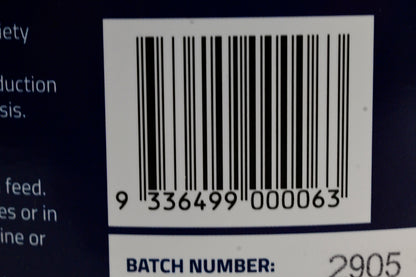 iety
duction
sis.
feed.
es or in
ine or
9 336499 000063
BATCH NUMBER: 2905